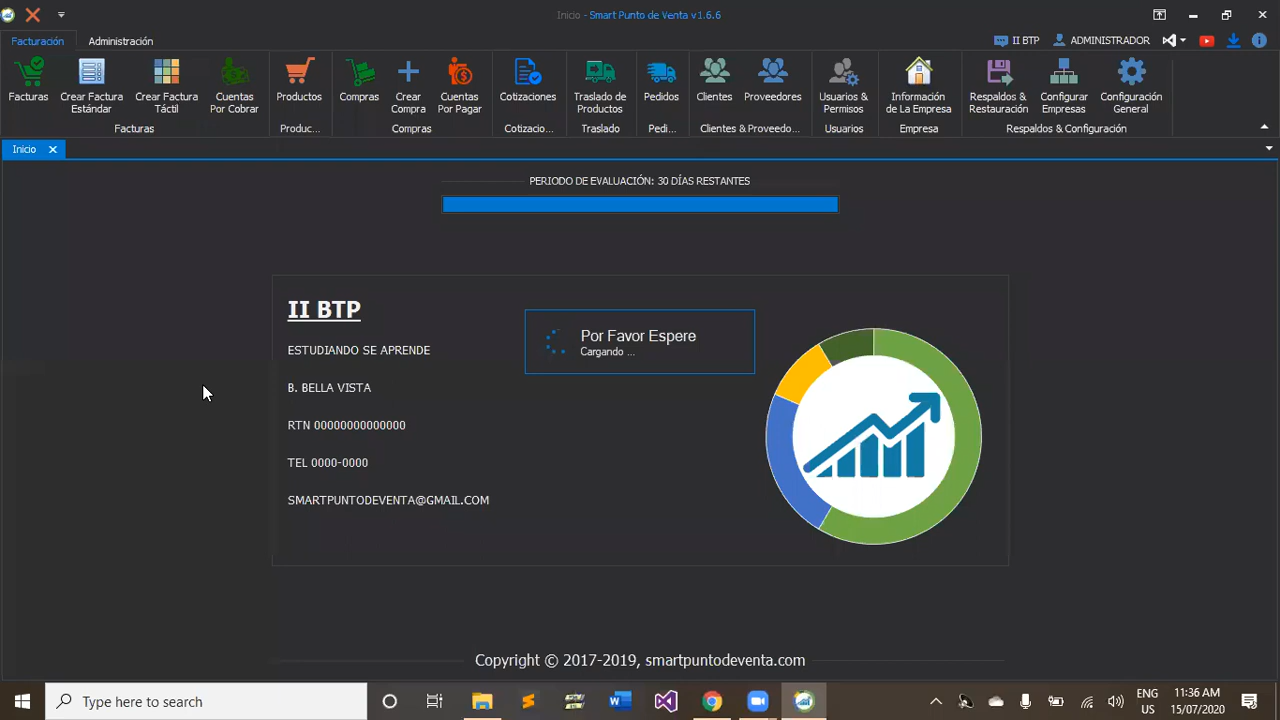 Inicio - Smart Punto de Venta v1.6.6
Facturación Administración II BTP ADMINISTRADOR
Facturas
Crear Factura Estándar
Crear Factura Táctil
Cuentas Por Cobrar
Productos
Compras
Crear Compra
Cuentas Por Pagar
Cotizaciones
Traslado de Productos
Pedidos
Clientes
Proveedores
Usuarios & Permisos
Información de La Empresa
Respaldos & Restauración
Configurar Empresas
Configuración General
Facturas Produc... Compras Cotizacio... Traslado Pedi... Clientes & Proveedo... Usuarios Empresa Respaldos & Configuración
Inicio
PERIODO DE EVALUACIÓN: 30 DÍAS RESTANTES
II BTP
ESTUDIANDO SE APRENDE
B. BELLA VISTA
RTN 00000000000000
TEL 0000-0000
SMARTPUNTODEVENTA@GMAIL.COM
Por Favor Espere
Cargando ...
Copyright © 2017-2019, smartpuntodeventa.com
Type here to search
ENG
US
11:36 AM
15/07/2020